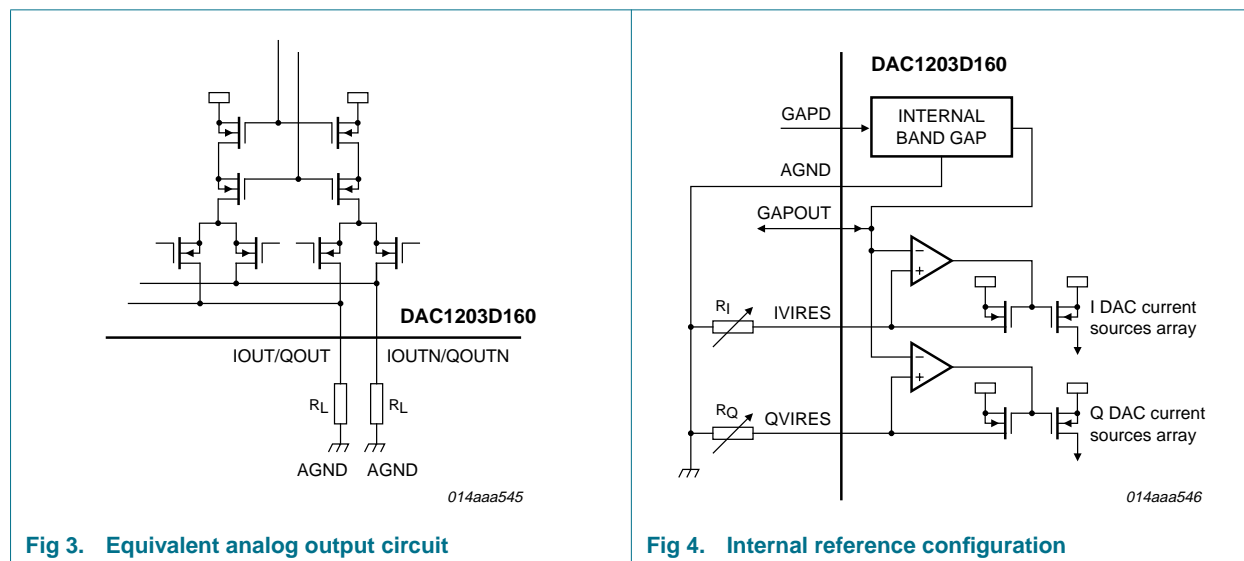 DAC1203D160
IOUT/QOUT
IOUTN/QOUTN
RL
RL
AGND
AGND
014aaa545
Fig 3. Equivalent analog output circuit
DAC1203D160
GAPD
INTERNAL
BAND GAP
AGND
GAPOUT
−
+
RI
IVIRES
I DAC current
sources array
−
+
RQ
QVIRES
Q DAC current
sources array
014aaa546
Fig 4. Internal reference configuration